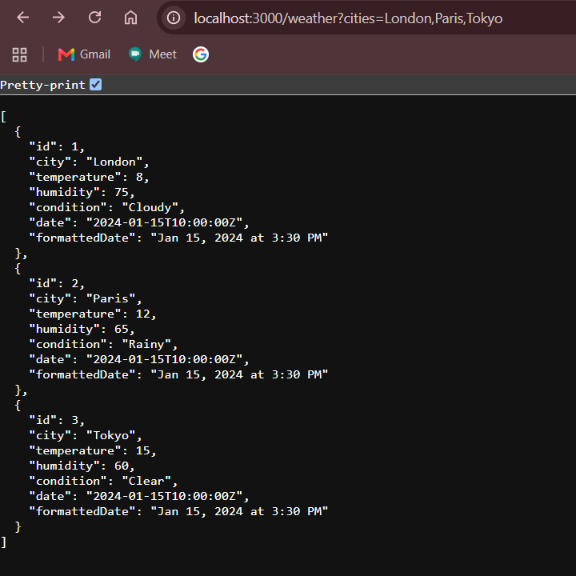 localhost:3000/weather?cities=London,Paris,Tokyo
Gmail Meet
Pretty-print
[
  {
    "id": 1,
    "city": "London",
    "temperature": 8,
    "humidity": 75,
    "condition": "Cloudy",
    "date": "2024-01-15T10:00:00Z",
    "formattedDate": "Jan 15, 2024 at 3:30 PM"
  },
  {
    "id": 2,
    "city": "Paris",
    "temperature": 12,
    "humidity": 65,
    "condition": "Rainy",
    "date": "2024-01-15T10:00:00Z",
    "formattedDate": "Jan 15, 2024 at 3:30 PM"
  },
  {
    "id": 3,
    "city": "Tokyo",
    "temperature": 15,
    "humidity": 60,
    "condition": "Clear",
    "date": "2024-01-15T10:00:00Z",
    "formattedDate": "Jan 15, 2024 at 3:30 PM"
  }
]